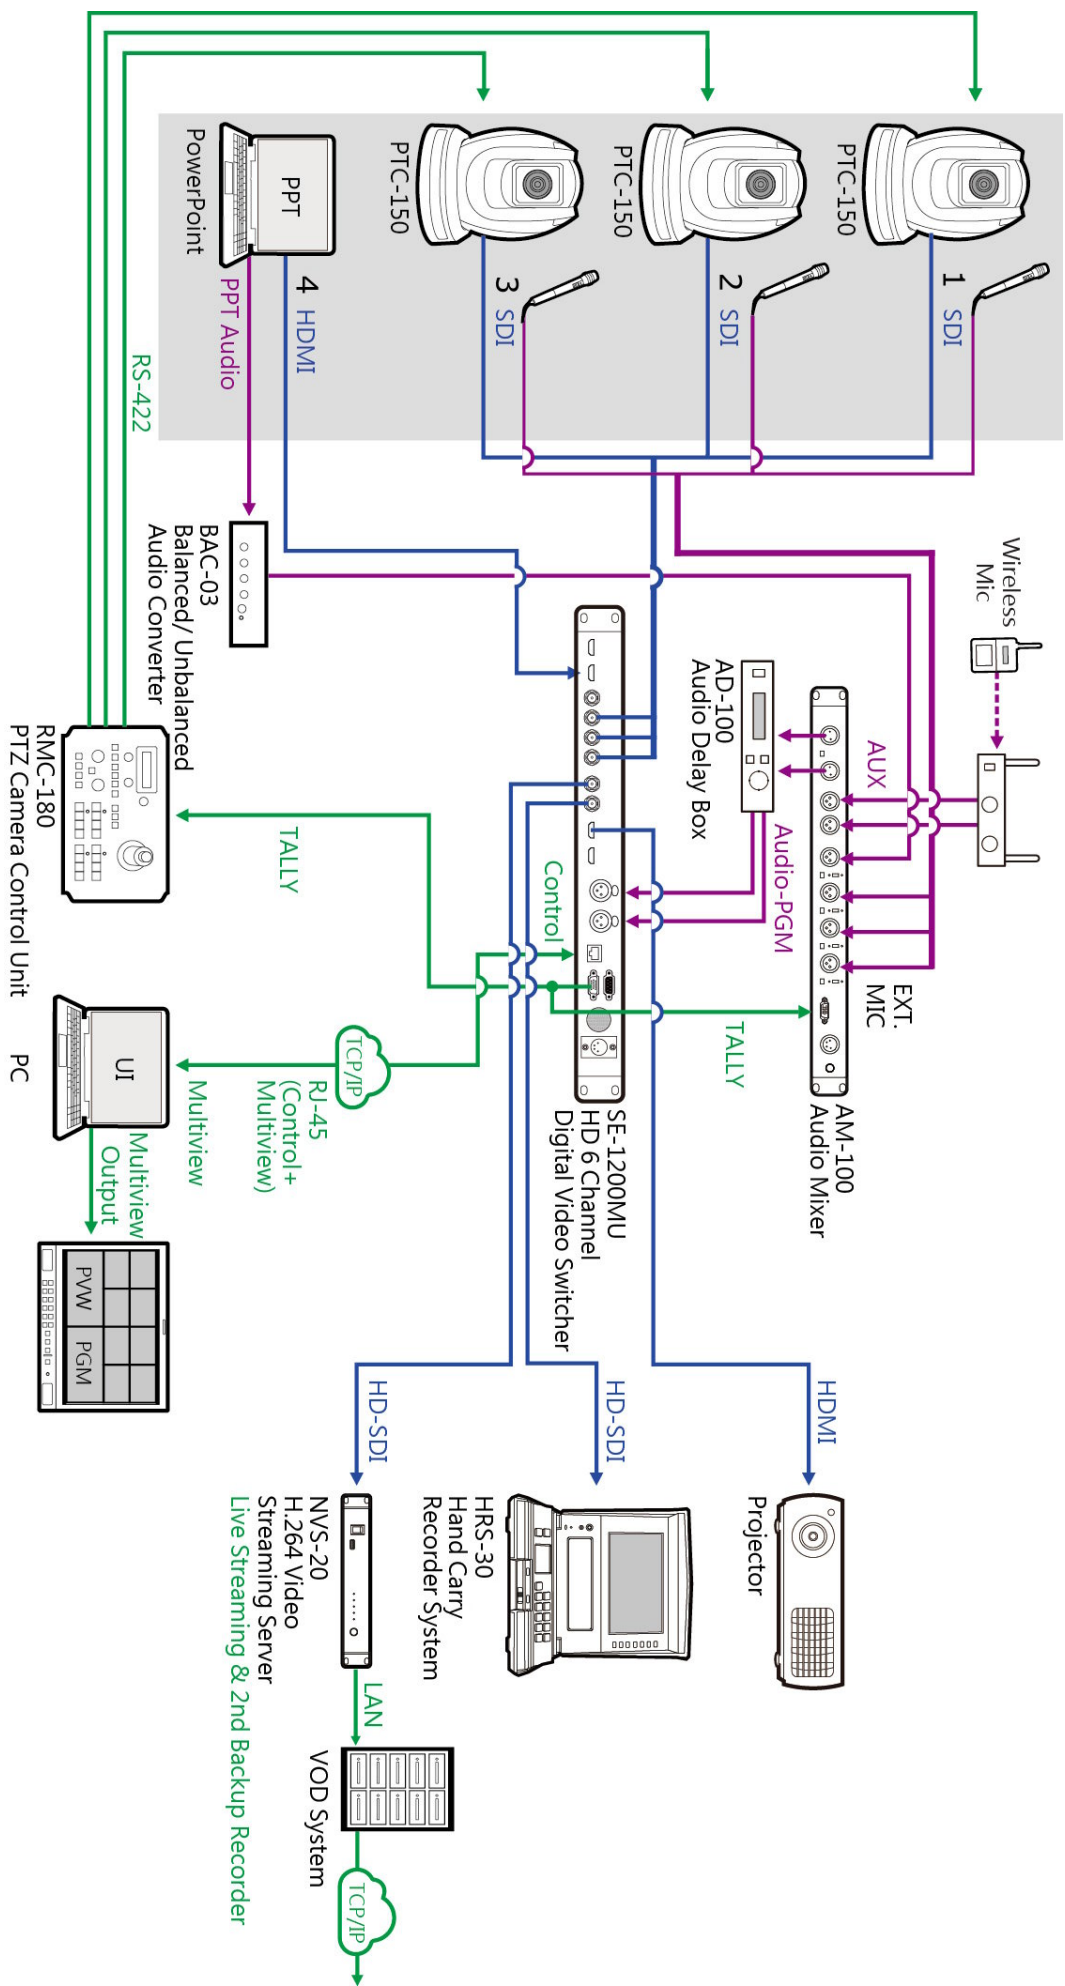 PTC-150
PTC-150
PTC-150
PPT
PowerPoint
1
SDI
2
SDI
3
SDI
4
HDMI
PPT Audio
RS-422
Wireless
Mic
BAC-03
Balanced/ Unbalanced
Audio Converter
AD-100
Audio Delay Box
AUX
Audio-PGM
EXT.
MIC
AM-100
Audio Mixer
RMC-180
PTZ Camera Control Unit
TALLY
Control
TALLY
SE-1200MU
HD 6 Channel
Digital Video Switcher
TCP/IP
RJ-45
(Control+
Multiview)
Multiview
UI
PC
Multiview
Output
PVW
PGM
HDMI
HD-SDI
HD-SDI
Projector
HRS-30
Hand Carry
Recorder System
NVS-20
H.264 Video
Streaming Server
Live Streaming & 2nd Backup Recorder
LAN
VOD System
TCP/IP